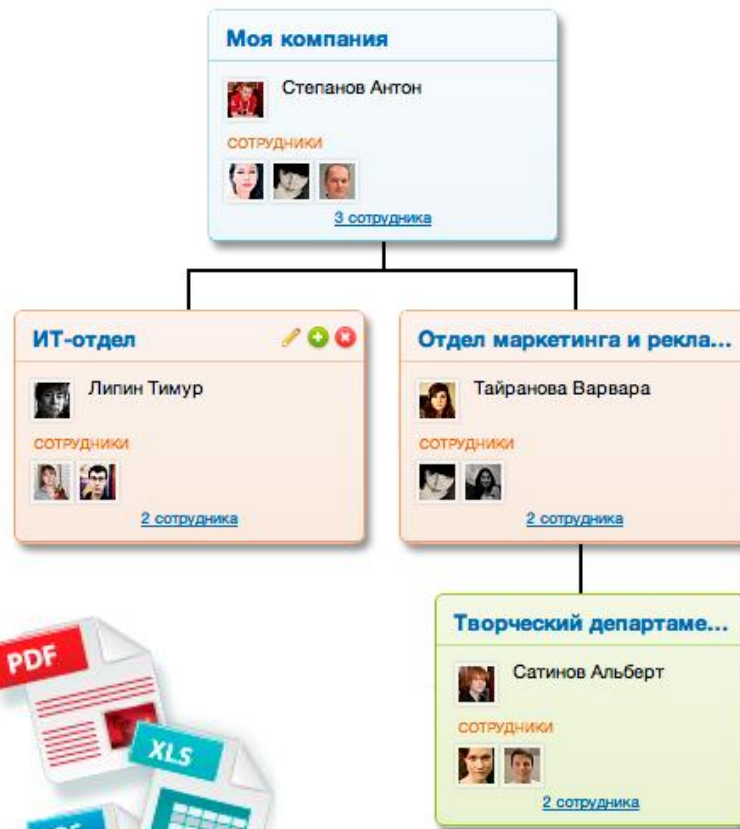 Моя компания
Степанов Антон
СОТРУДНИКИ
3 сотрудника
ИТ-отдел
Липин Тимур
СОТРУДНИКИ
2 сотрудника
Отдел маркетинга и рекла...
Тайранова Варвара
СОТРУДНИКИ
2 сотрудника
Творческий департаме...
Сатинов Альберт
СОТРУДНИКИ
2 сотрудника
PDF
XLS